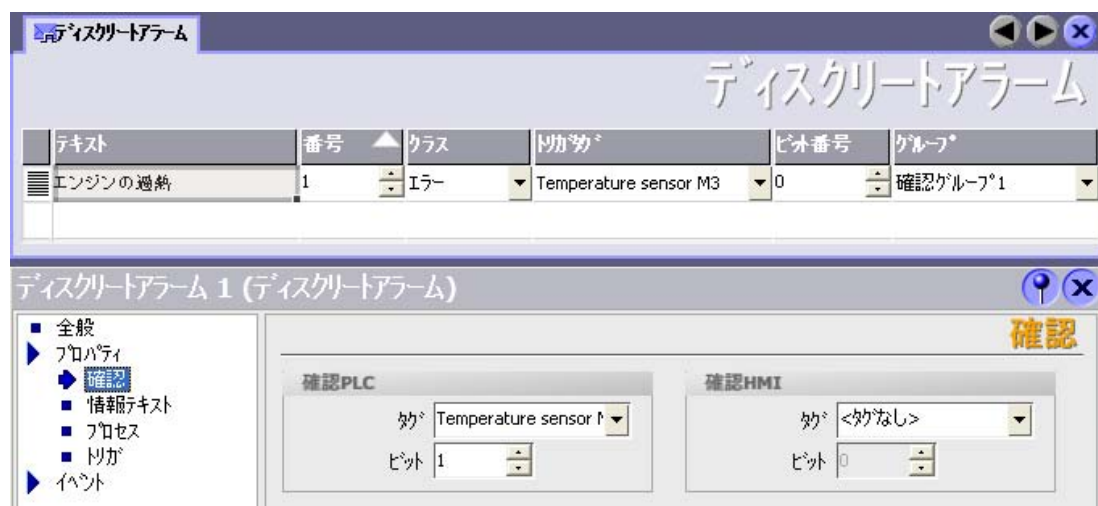 ディスクリートアラーム
ディスクリートアラーム
テキスト 番号 クラス トリガタグ ビット番号 グループ
エンジンの過熱 1 エラー Temperature sensor M3 0 確認グループ1
ディスクリートアラーム 1 (ディスクリートアラーム)
全般
プロパティ
確認
情報テキスト
プロセス
トリガ
イベント
確認
確認PLC
タグ Temperature sensor M
ビット 1
確認HMI
タグ <タグなし>
ビット 0